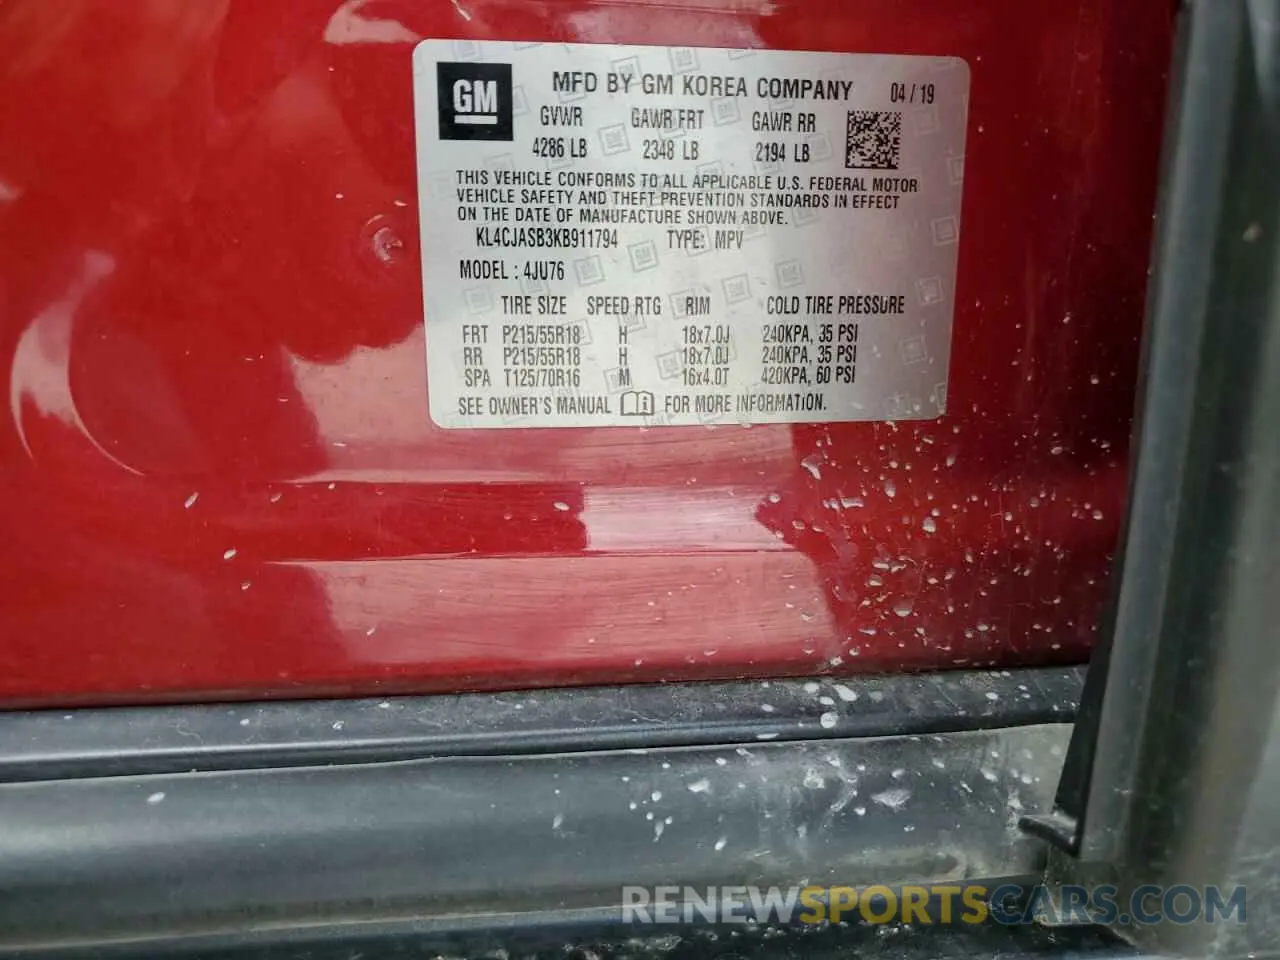 GM
MFD BY GM KOREA COMPANY 04 / 19
GVWR GAWR FRT GAWR RR
4286 LB 2348 LB 2194 LB
THIS VEHICLE CONFORMS TO ALL APPLICABLE U.S. FEDERAL MOTOR
VEHICLE SAFETY AND THEFT PREVENTION STANDARDS IN EFFECT
ON THE DATE OF MANUFACTURE SHOWN ABOVE.
KL4CJASB3KB911794 TYPE: MPV
MODEL : 4JU76
TIRE SIZE SPEED RTG RIM COLD TIRE PRESSURE
FRT P215/55R18 H 18x7.0J 240KPA, 35 PSI
RR P215/55R18 H 18x7.0J 240KPA, 35 PSI
SPA T125/70R16 M 16x4.0T 420KPA, 60 PSI
SEE OWNER'S MANUAL FOR MORE INFORMATION.
RENEWSPORTSCARS.COM